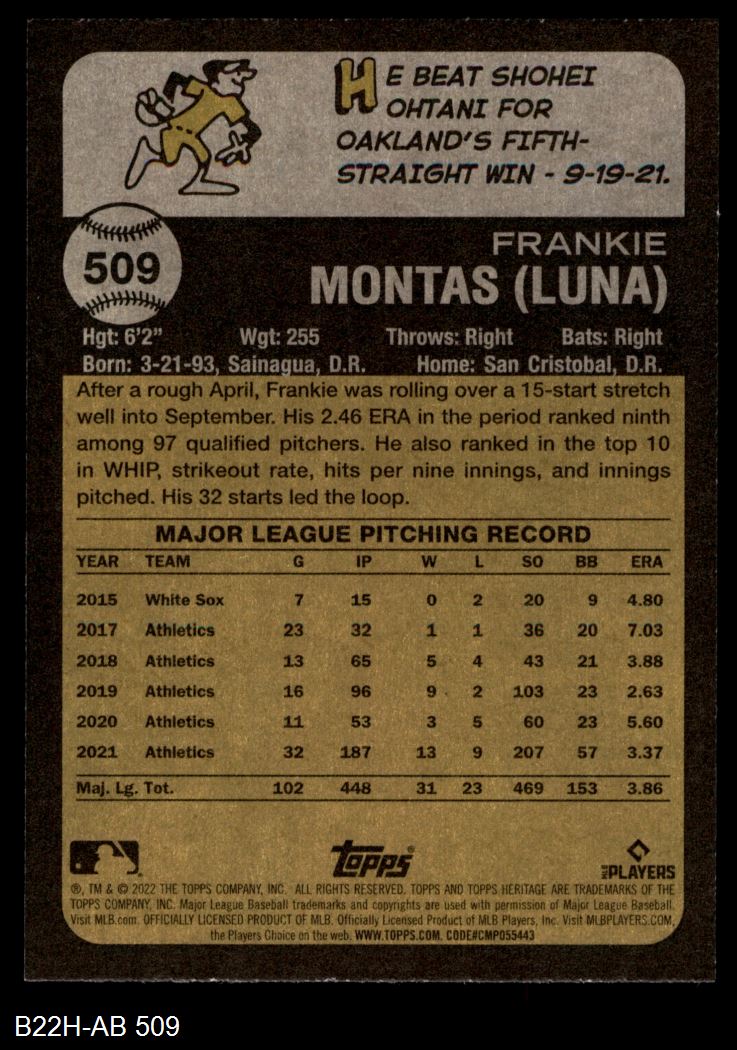 HE BEAT SHOHEI
OHTANI FOR
OAKLAND'S FIFTH-
STRAIGHT WIN - 9-19-21.
509
FRANKIE
MONTAS (LUNA)
Hgt: 6'2" Wgt: 255 Throws: Right Bats: Right
Born: 3-21-93, Sainagua, D.R. Home: San Cristobal, D.R.
After a rough April, Frankie was rolling over a 15-start stretch
well into September. His 2.46 ERA in the period ranked ninth
among 97 qualified pitchers. He also ranked in the top 10
in WHIP, strikeout rate, hits per nine innings, and innings
pitched. His 32 starts led the loop.
MAJOR LEAGUE PITCHING RECORD
YEAR TEAM G IP W L SO BB ERA
2015 White Sox 7 15 0 2 20 9 4.80
2017 Athletics 23 32 1 1 36 20 7.03
2018 Athletics 13 65 5 4 43 21 3.88
2019 Athletics 16 96 9 2 103 23 2.63
2020 Athletics 11 53 3 5 60 23 5.60
2021 Athletics 32 187 13 9 207 57 3.37
Maj. Lg. Tot. 102 448 31 23 469 153 3.86
Topps
MLB PLAYERS
®, TM & © 2022 THE TOPPS COMPANY, INC. ALL RIGHTS RESERVED. TOPPS AND TOPPS HERITAGE ARE TRADEMARKS OF THE
TOPPS COMPANY, INC. Major League Baseball trademarks and copyrights are used with permission of Major League Baseball.
Visit MLB.com. OFFICIALLY LICENSED PRODUCT OF MLB. Officially Licensed Product of MLB Players, Inc. Visit MLBPLAYERS.COM,
the Players Choice on the web. WWW.TOPPS.COM. CODE#CMP055443
B22H-AB 509